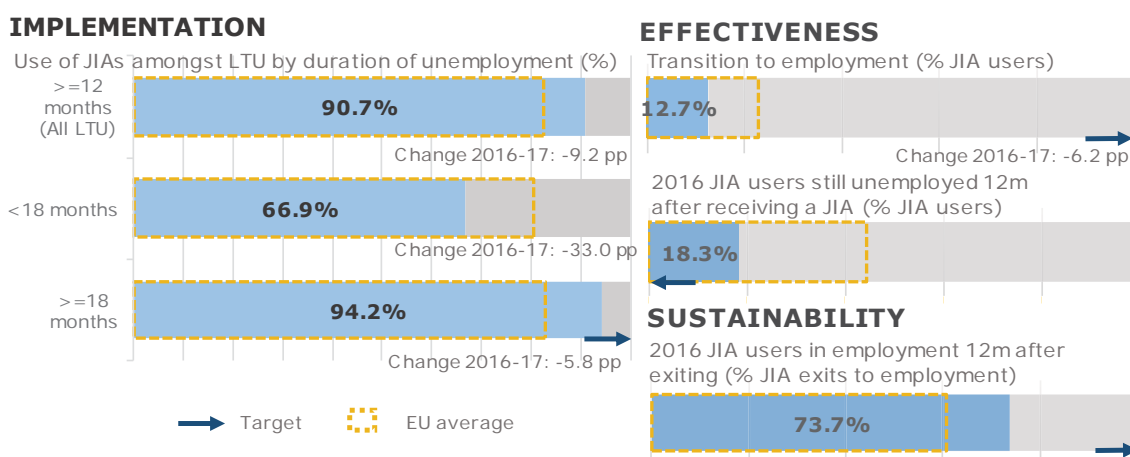 IMPLEMENTATION
Use of JIAs amongst LTU by duration of unemployment (%)
>=12
months
(All LTU)
90.7%
Change 2016-17: -9.2 pp
<18 months
66.9%
Change 2016-17: -33.0 pp
>=18
months
94.2%
Change 2016-17: -5.8 pp
Target
EU average
EFFECTIVENESS
Transition to employment (% JIA users)
12.7%
Change 2016-17: -6.2 pp
2016 JIA users still unemployed 12m
after receiving a JIA (% JIA users)
18.3%
SUSTAINABILITY
2016 JIA users in employment 12m after
exiting (% JIA exits to employment)
73.7%